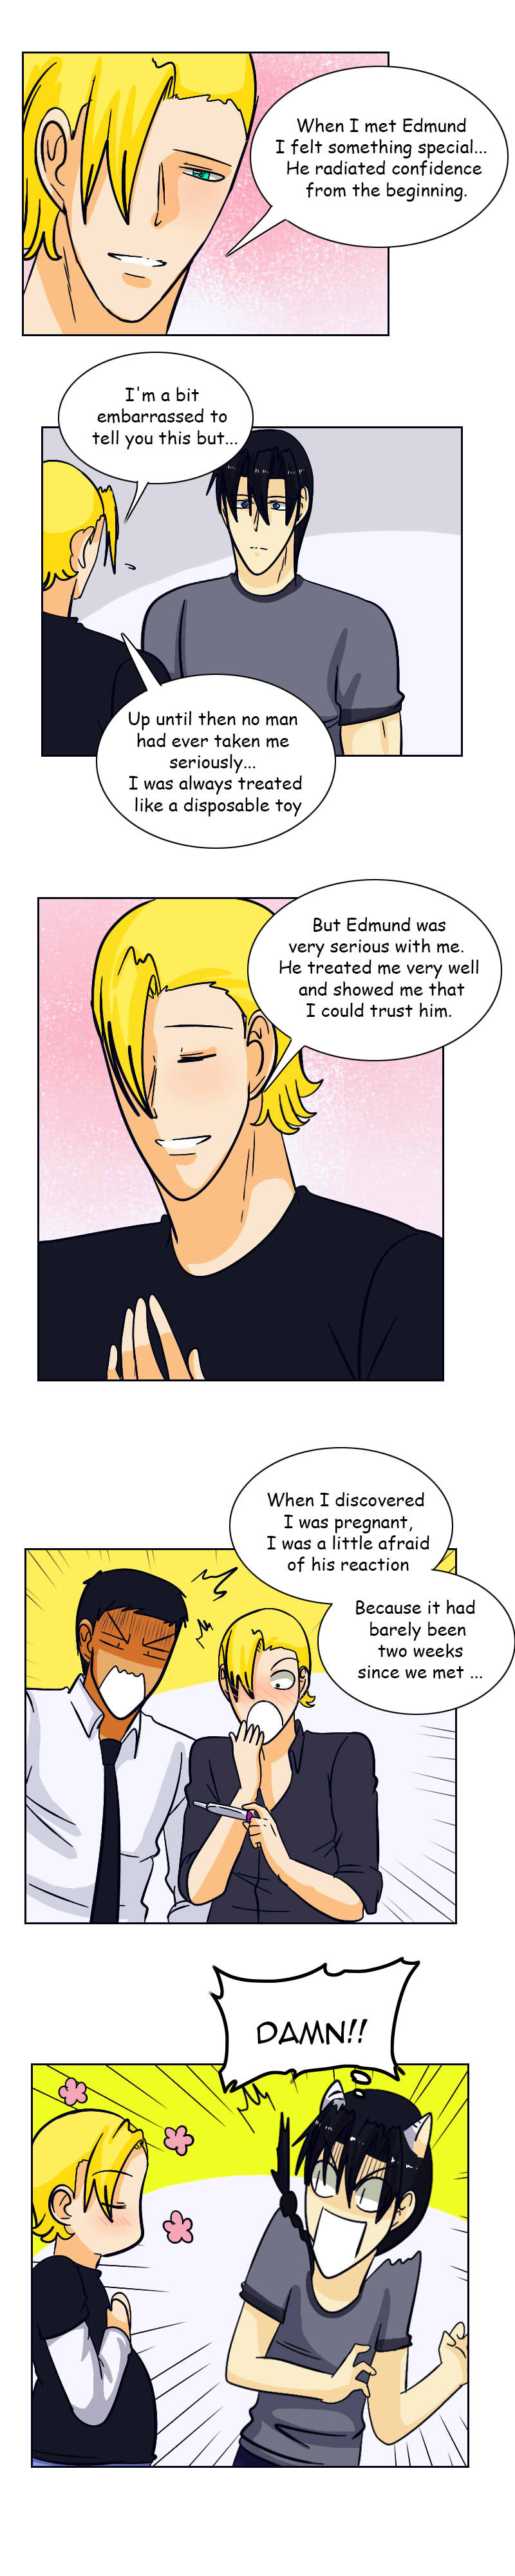 When I met Edmund
I felt something special...
He radiated confidence
from the beginning.
I'm a bit
embarrassed to
tell you this but...
Up until then no man
had ever taken me
seriously...
I was always treated
like a disposable toy
But Edmund was
very serious with me.
He treated me very well
and showed me that
I could trust him.
When I discovered
I was pregnant,
I was a little afraid
of his reaction
Because it had
barely been
two weeks
since we met ...
DAMN!!